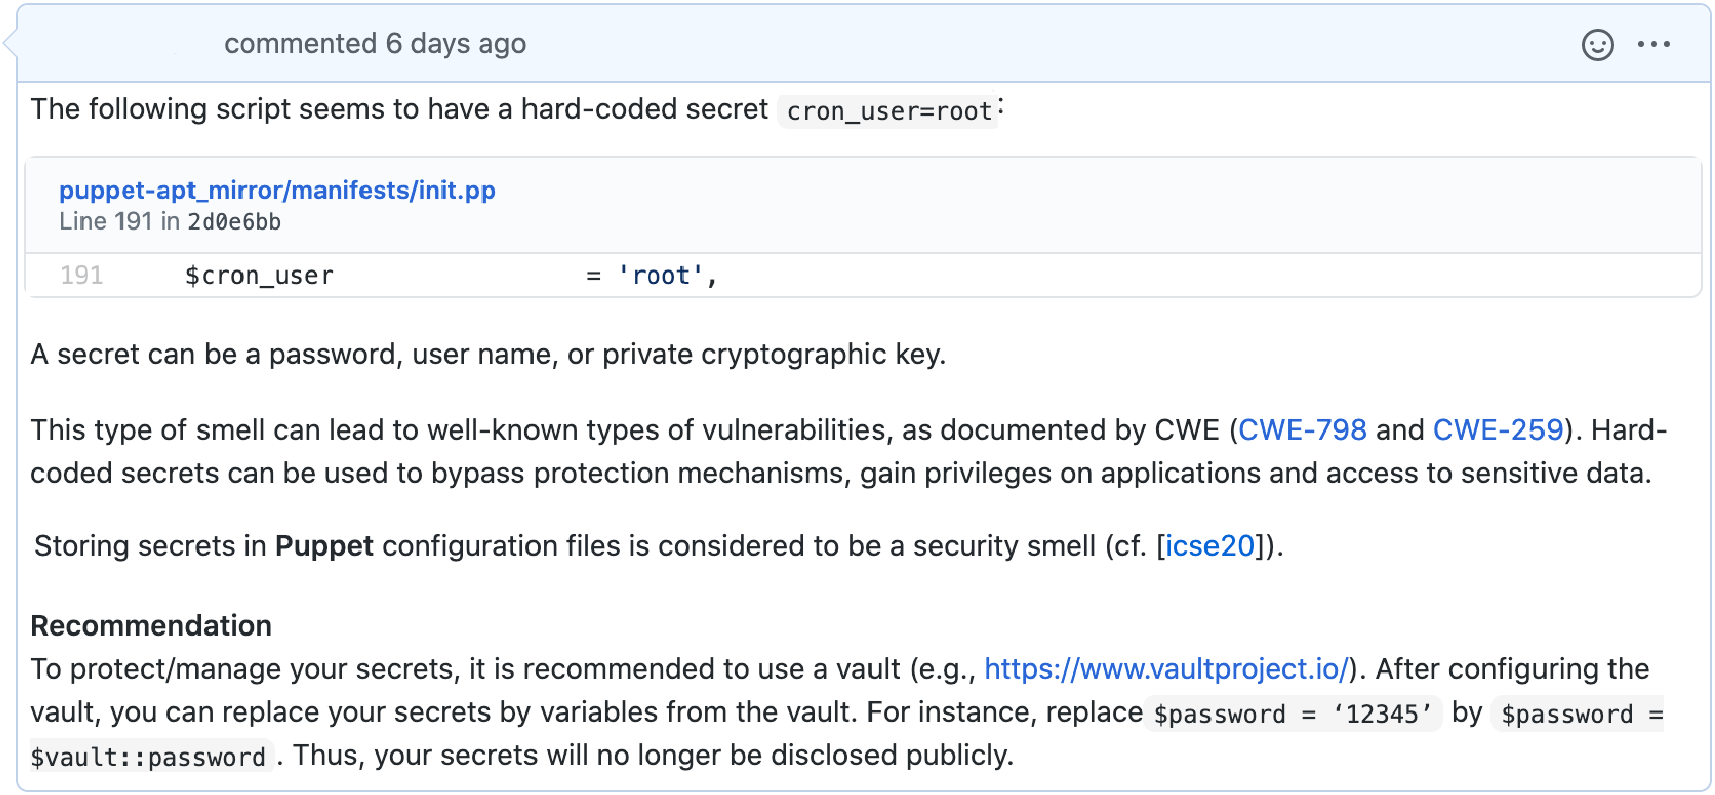 commented 6 days ago
The following script seems to have a hard-coded secret cron_user=root:
puppet-apt_mirror/manifests/init.pp
Line 191 in 2d0e6bb
191 $cron_user = 'root',
A secret can be a password, user name, or private cryptographic key.
This type of smell can lead to well-known types of vulnerabilities, as documented by CWE (CWE-798 and CWE-259). Hard-
coded secrets can be used to bypass protection mechanisms, gain privileges on applications and access to sensitive data.
Storing secrets in Puppet configuration files is considered to be a security smell (cf. [icse20]).
Recommendation
To protect/manage your secrets, it is recommended to use a vault (e.g., https://www.vaultproject.io/). After configuring the
vault, you can replace your secrets by variables from the vault. For instance, replace $password = ‘12345’ by $password =
$vault::password. Thus, your secrets will no longer be disclosed publicly.